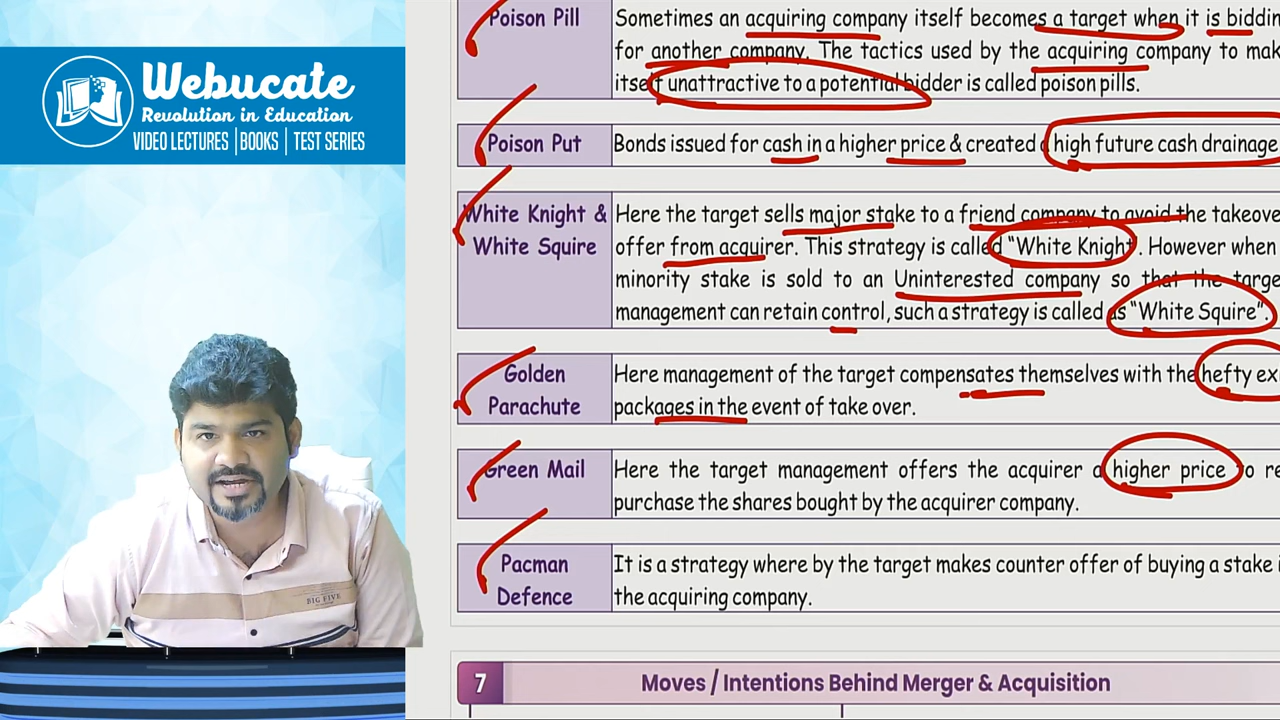 Webucate
Revolution in Education
VIDEO LECTURES | BOOKS | TEST SERIES
Poison Pill
Sometimes an acquiring company itself becomes a target when it is biddin
for another company. The tactics used by the acquiring company to mak
itself unattractive to a potential bidder is called poison pills.
Poison Put
Bonds issued for cash in a higher price & created a high future cash drainage
White Knight &
White Squire
Here the target sells major stake to a friend company to avoid the takeove
offer from acquirer. This strategy is called "White Knight". However when
minority stake is sold to an Uninterested company so that the targe
management can retain control, such a strategy is called as "White Squire".
Golden
Parachute
Here management of the target compensates themselves with the hefty ex
packages in the event of take over.
Green Mail
Here the target management offers the acquirer a higher price to re
purchase the shares bought by the acquirer company.
Pacman
Defence
It is a strategy where by the target makes counter offer of buying a stake i
the acquiring company.
BIG FIVE
7
Moves / Intentions Behind Merger & Acquisition